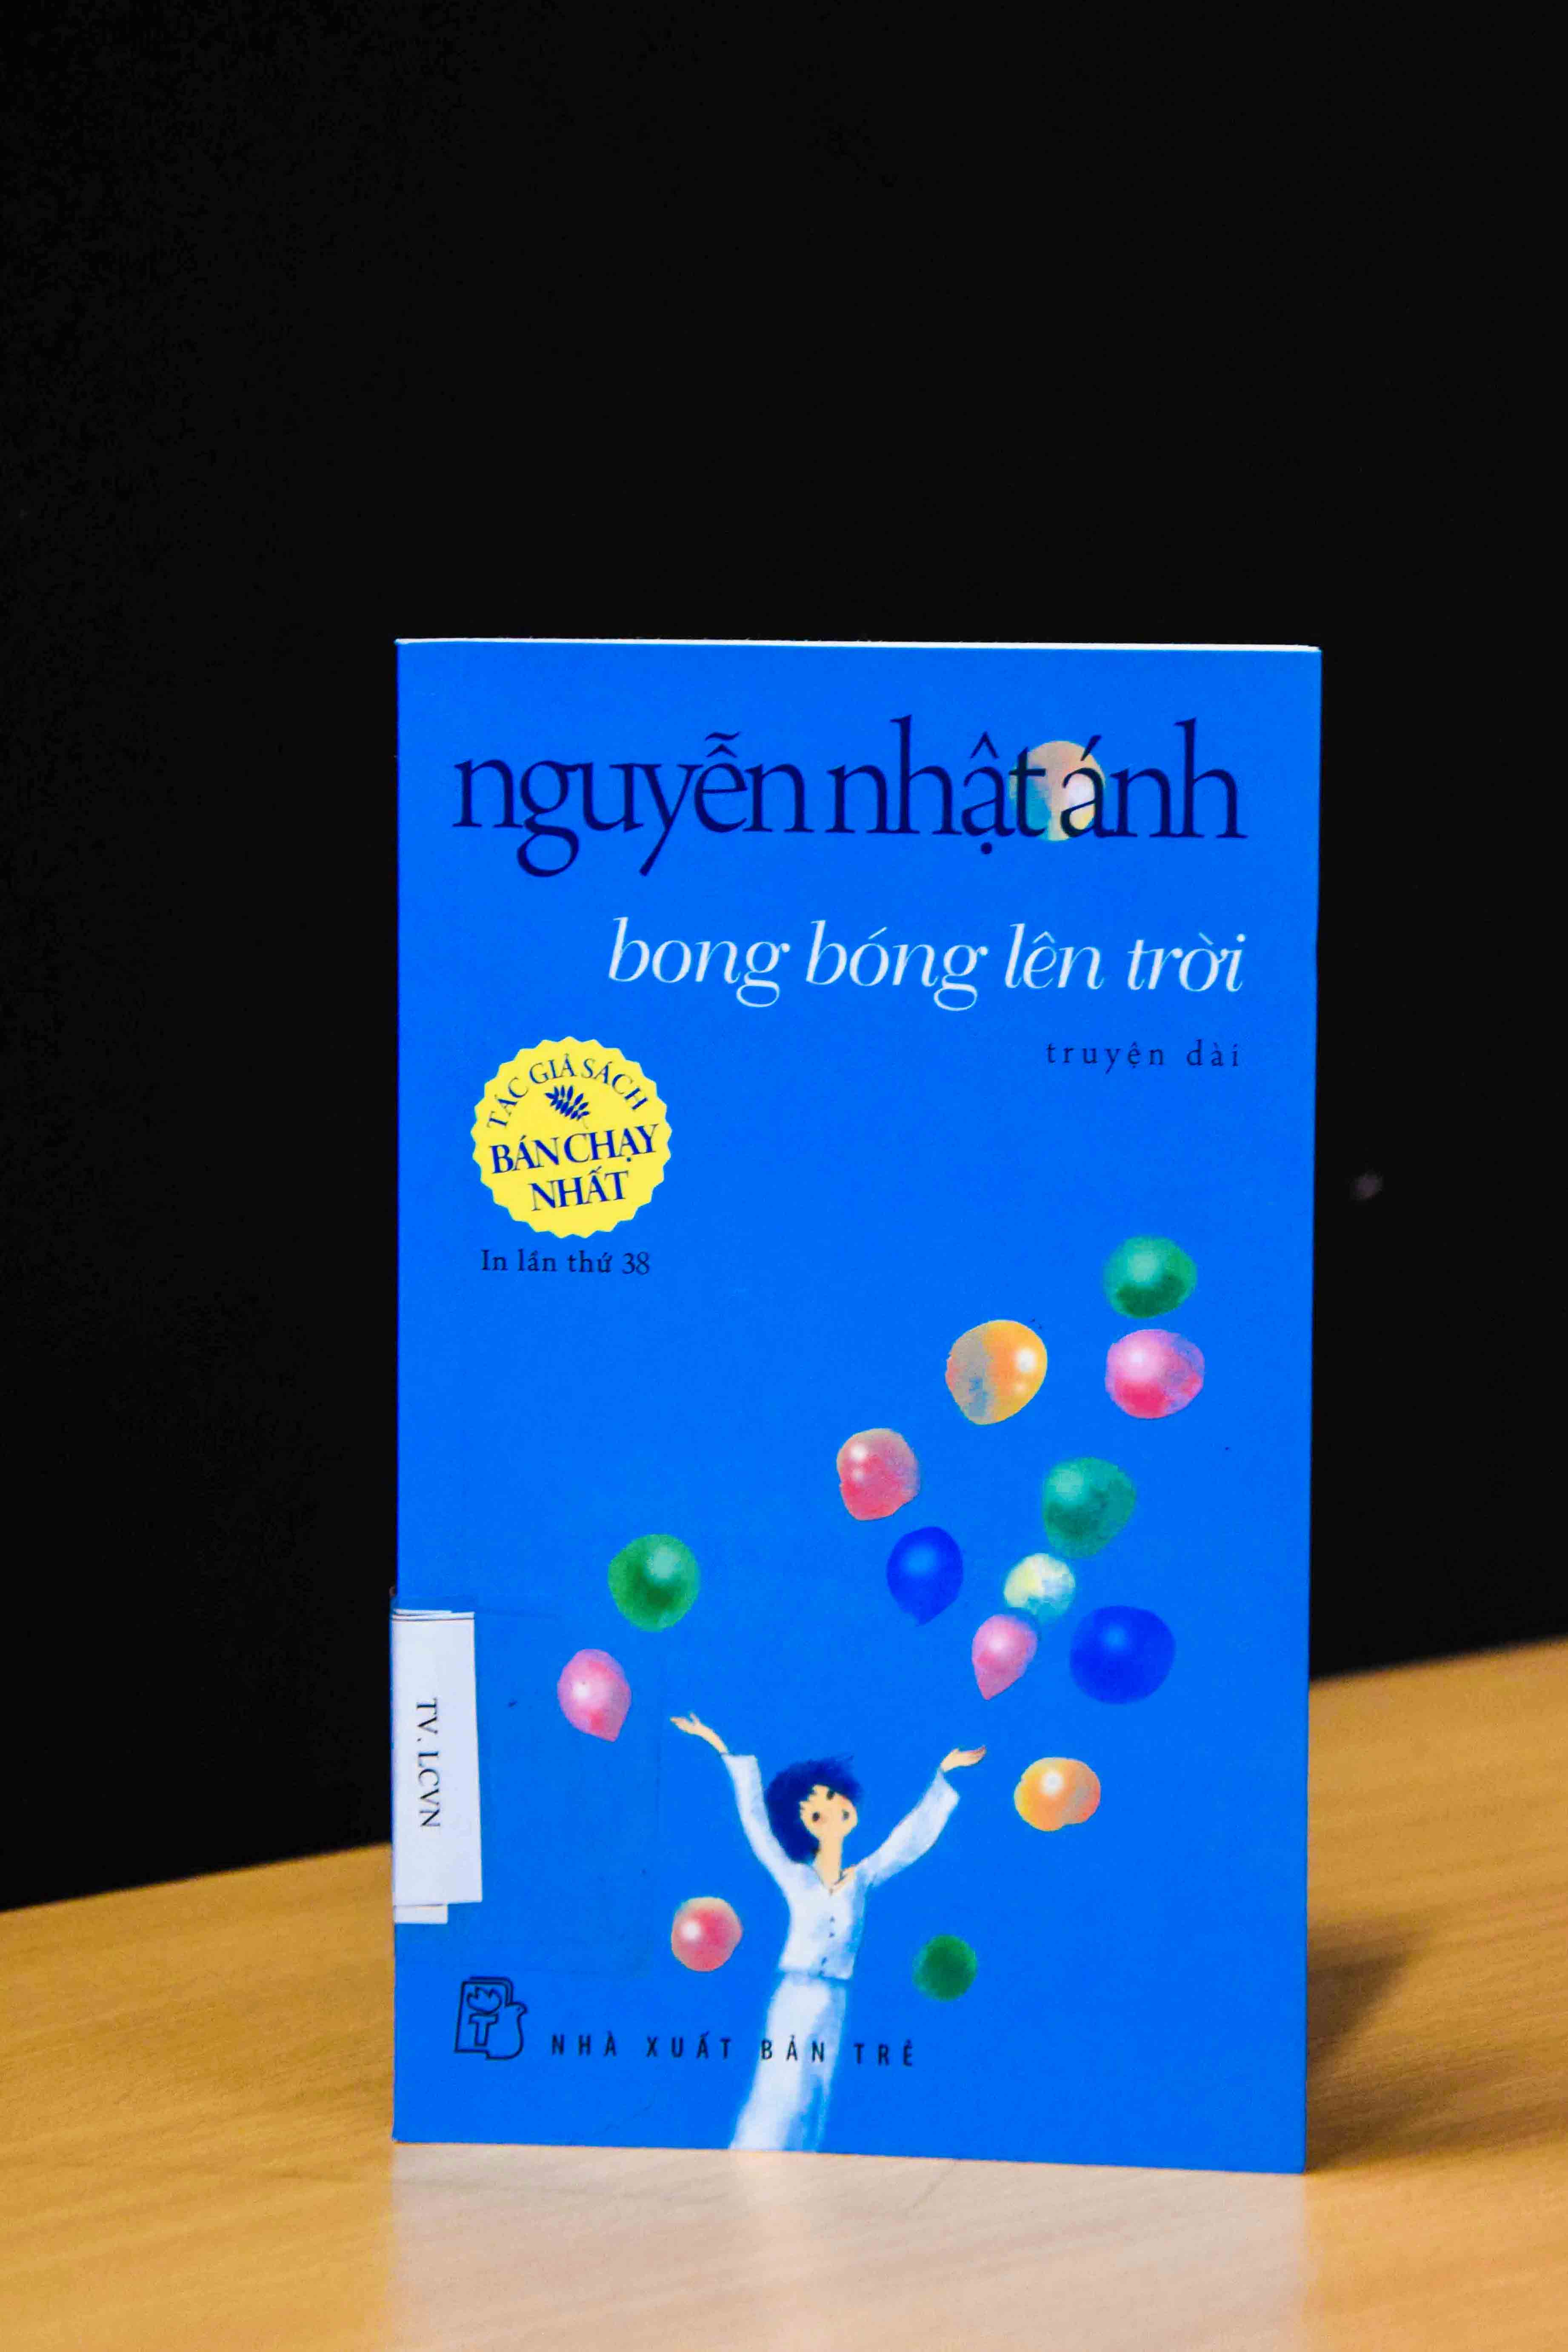 nguyễn nhật ánh
bong bóng lên trời
truyện dài
TÁC GIẢ SÁCH
BÁN CHẠY
NHẤT
In lần thứ 38
TV. LCVN
T
NHÀ XUẤT BẢN TRẺ